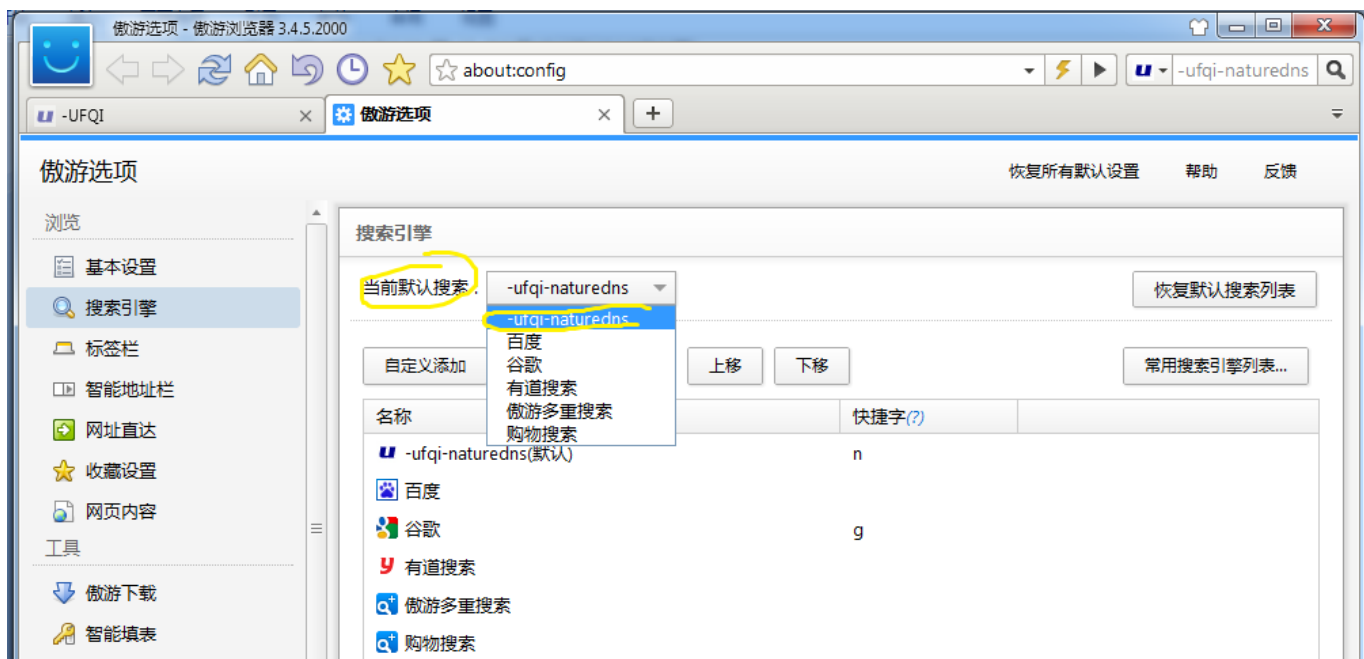 傲游选项 - 傲游浏览器 3.4.5.2000
about:config
-ufqi-naturedns
-UFQI
傲游选项
傲游选项
恢复所有默认设置 帮助 反馈
浏览
基本设置
搜索引擎
标签栏
智能地址栏
网址直达
收藏设置
网页内容
工具
傲游下载
智能填表
搜索引擎
当前默认搜索: -ufqi-naturedns 恢复默认搜索列表
-ufqi-naturedns
百度
谷歌
有道搜索
傲游多重搜索
购物搜索
自定义添加 上移 下移 常用搜索引擎列表...
名称 快捷字(?)
-ufqi-naturedns(默认) n
百度
谷歌 g
有道搜索
傲游多重搜索
购物搜索